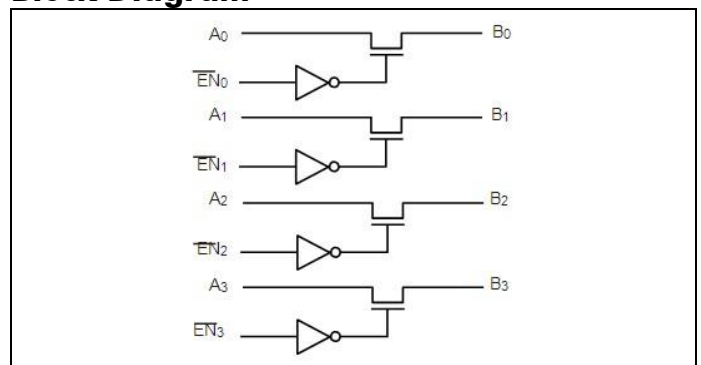 Block Diagram
A0 B0
EN0
A1 B1
EN1
A2 B2
EN2
A3 B3
EN3